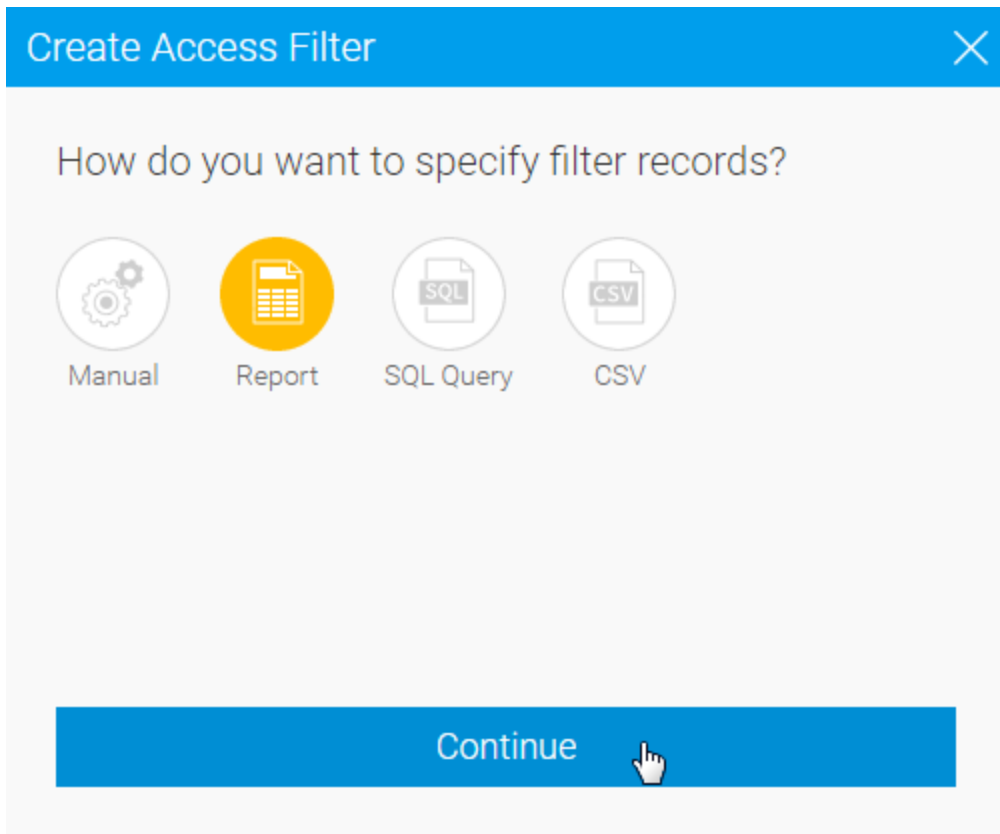 Create Access Filter
How do you want to specify filter records?
SQL CSV
Manual Report SQL Query CSV
Continue